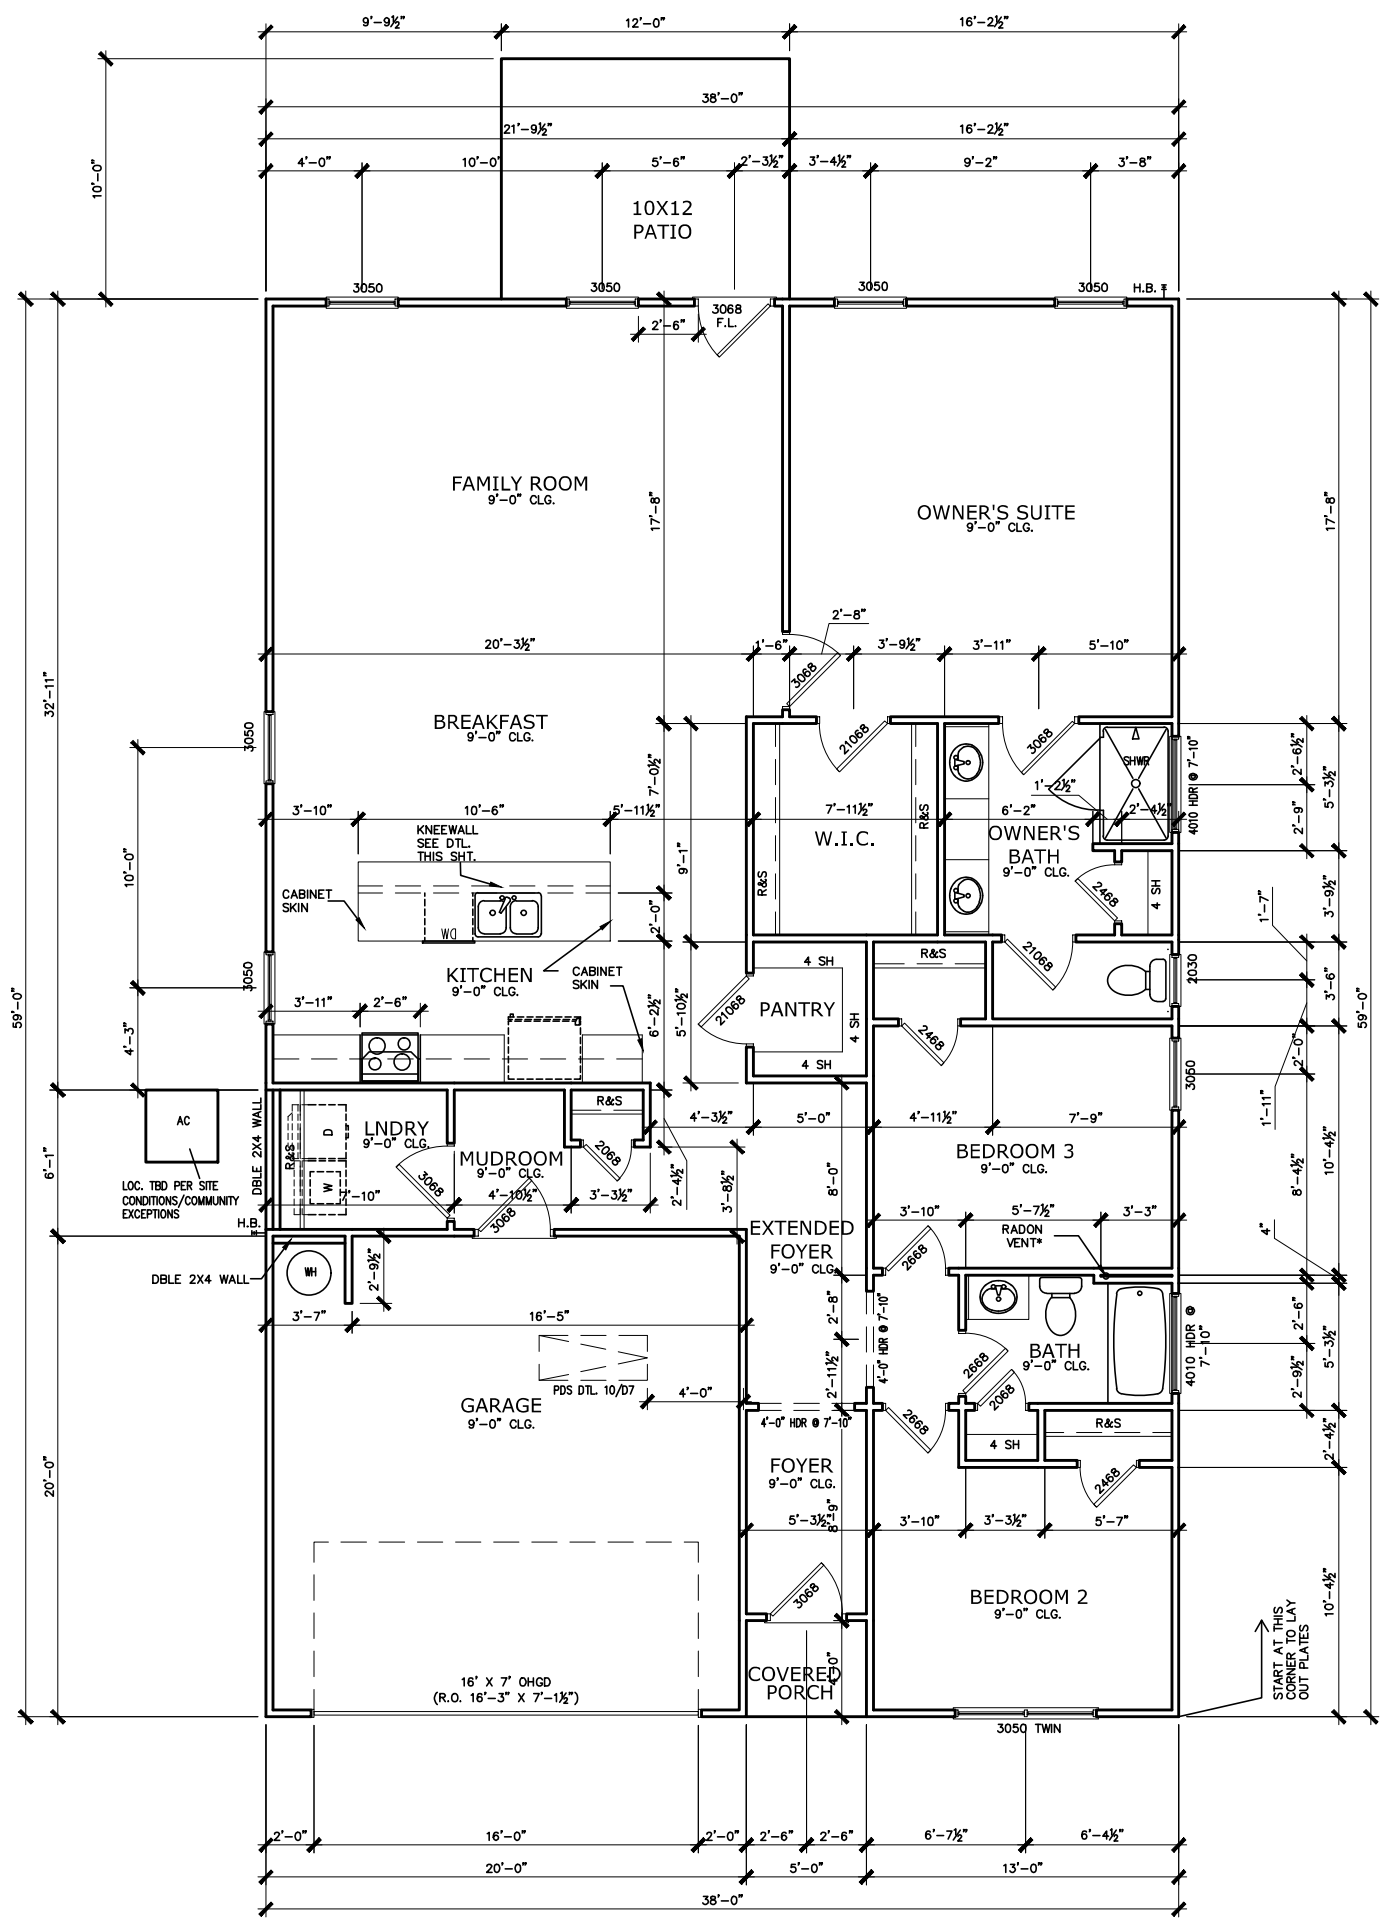 9'-9½" 12'-0" 16'-2½"
38'-0"
21'-9½" 16'-2½"
4'-0" 10'-0" 5'-6" 2'-3½" 3'-4½" 9'-2" 3'-8"
10'-0"
10X12
PATIO
3050 3050 3050 3050 H.B.
3068
F.L.
2'-6"
FAMILY ROOM
9'-0" CLG.
OWNER'S SUITE
9'-0" CLG.
17'-8" 17'-8"
2'-8"
20'-3½" 1'-6" 3'-9½" 3'-11" 5'-10"
3068
32'-11"
BREAKFAST
9'-0" CLG.
3050
21068 3068
SHWR
4010 HDR @ 7'-10"
2'-6½"
5'-3½"
2'-9"
7'-0½"
9'-1"
1'-2½"
3'-10" 10'-6" 5'-11½" 7'-11½" 6'-2" 2'-4½"
KNEEWALL
SEE DTL.
THIS SHT.
W.I.C.
R&S
R&S
OWNER'S
BATH
9'-0" CLG.
10'-0"
CABINET
SKIN
DW
2'-0"
2468
4 SH
3'-9½"
1'-7"
KITCHEN
9'-0" CLG.
CABINET
SKIN
3050
4 SH
R&S
21068
2030
3'-6"
59'-0" 59'-0"
3'-11" 2'-6"
6'-2½"
5'-10½"
21068
PANTRY
4 SH
4 SH
2468
4'-3"
3050
2'-0"
1'-11"
AC
LOC. TBD PER SITE
CONDITIONS/COMMUNITY
EXCEPTIONS
DBLE 2X4 WALL
R&S
D
W
LNDRY
9'-0" CLG.
R&S
2068
MUDROOM
9'-0" CLG.
4'-3½" 5'-0" 4'-11½" 7'-9"
BEDROOM 3
9'-0" CLG.
6'-1"
3068
7'-10" 4'-10½" 3'-3½"
2'-4½"
3'-8½"
8'-0"
8'-4½"
10'-4½"
H.B.
3068
EXTENDED
FOYER
9'-0" CLG.
3'-10" 5'-7½" 3'-3"
RADON
VENT*
4"
DBLE 2X4 WALL
WH
2'-9½"
2668
3'-7" 16'-5"
2'-8"
4'-0" HDR @ 7'-10"
2668
BATH
9'-0" CLG.
4010 HDR @
7'-10"
2'-6"
5'-3½"
2'-9½"
PDS DTL. 10/D7
4'-0"
2'-11½"
2068
GARAGE
9'-0" CLG.
4'-0" HDR @ 7'-10"
2668
R&S
4 SH
2'-4½"
FOYER
9'-0" CLG.
2468
20'-0"
8'-9"
5'-3½" 3'-10" 3'-3½" 5'-7"
3068
BEDROOM 2
9'-0" CLG.
10'-4½"
START AT THIS
CORNER TO LAY
OUT PLATES
16' X 7' OHGD
(R.O. 16'-3" X 7'-1½")
COVERED
PORCH
4'-0"
3050 TWIN
2'-0" 16'-0" 2'-0" 2'-6" 2'-6" 6'-7½" 6'-4½"
20'-0" 5'-0" 13'-0"
38'-0"